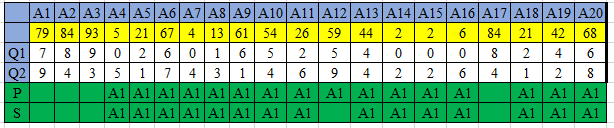 A1 A2 A3 A4 A5 A6 A7 A8 A9 A10 A11 A12 A13 A14 A15 A16 A17 A18 A19 A20
79 84 93 5 21 67 4 13 61 54 26 59 44 2 2 6 84 21 42 68
Q1 7 8 9 0 2 6 0 1 6 5 2 5 4 0 0 0 8 2 4 6
Q2 9 4 3 5 1 7 4 3 1 4 6 9 4 2 2 6 4 1 2 8
P A1 A1 A1 A1 A1 A1 A1 A1 A1 A1 A1 A1 A1 A1 A1 A1
S A1 A1 A1 A1 A1 A1 A1 A1 A1 A1 A1 A1 A1 A1 A1